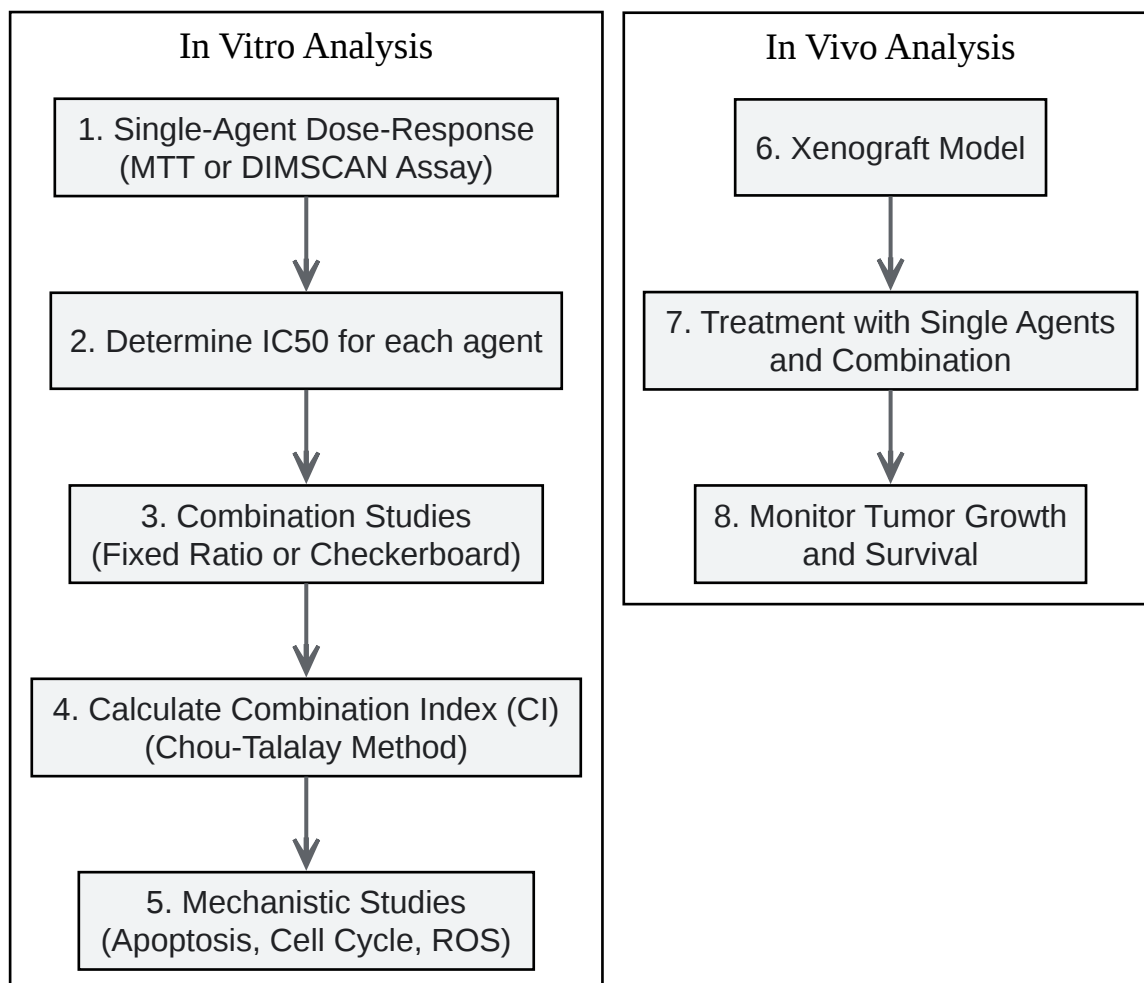 In Vitro Analysis
1. Single-Agent Dose-Response
(MTT or DIMSCAN Assay)
2. Determine IC50 for each agent
3. Combination Studies
(Fixed Ratio or Checkerboard)
4. Calculate Combination Index (CI)
(Chou-Talalay Method)
5. Mechanistic Studies
(Apoptosis, Cell Cycle, ROS)
In Vivo Analysis
6. Xenograft Model
7. Treatment with Single Agents
and Combination
8. Monitor Tumor Growth
and Survival